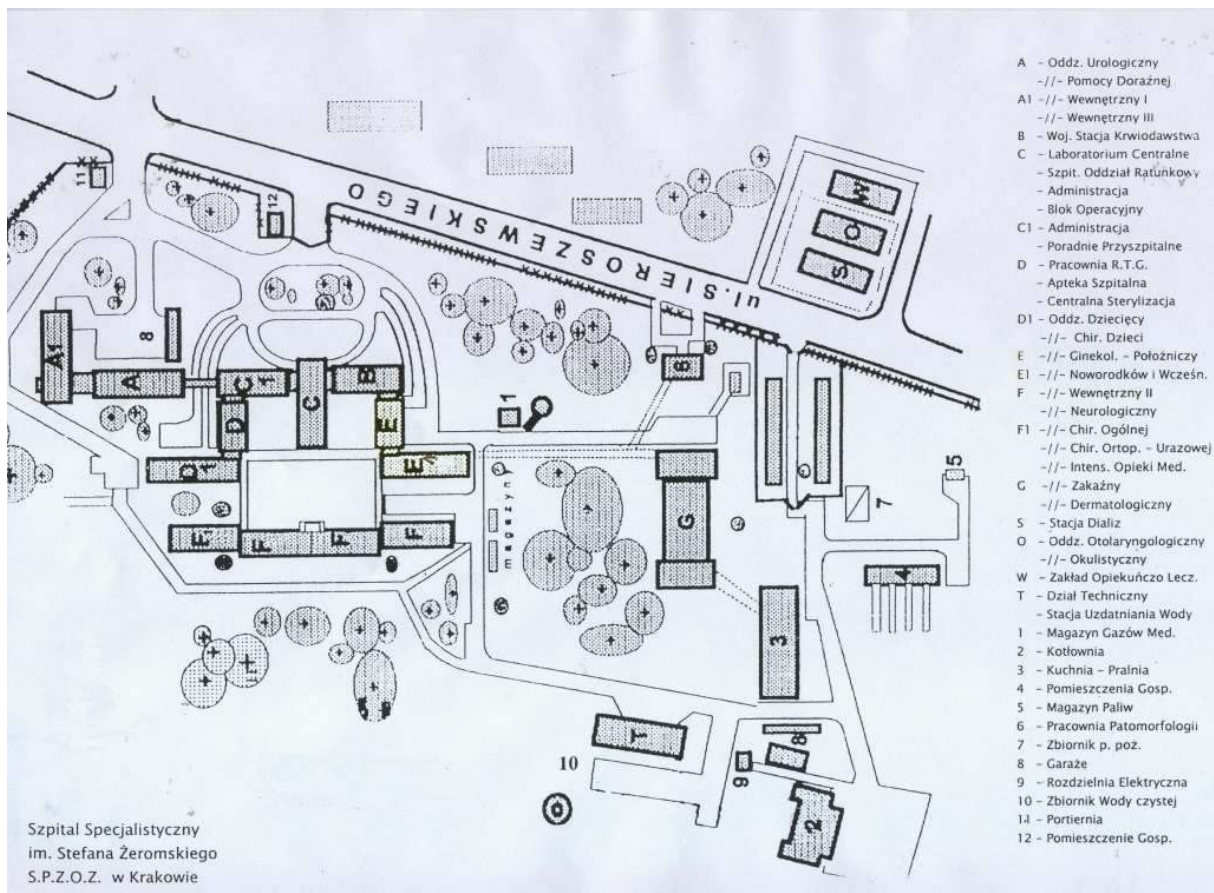 ul. SIEROSZEWSKIEGO
11
12
A1
A
8
C1
C
B
D
E
D1
E1
F1
F
F
F
1
magazyny
8
G
3
W
O
S
5
7
4
T
10
9
8
2
A - Oddz. Urologiczny
-//- Pomocy Doraźnej
A1 -//- Wewnętrzny I
-//- Wewnętrzny III
B - Woj. Stacja Krwiodawstwa
C - Laboratorium Centralne
- Szpit. Oddział Ratunkowy
- Administracja
- Blok Operacyjny
C1 - Administracja
- Poradnie Przyszpitalne
D - Pracownia R.T.G.
- Apteka Szpitalna
- Centralna Sterylizacja
D1 - Oddz. Dziecięcy
-//- Chir. Dzieci
E -//- Ginekol. - Położniczy
E1 -//- Noworodków i Wcześn.
F -//- Wewnętrzny II
-//- Neurologiczny
F1 -//- Chir. Ogólnej
-//- Chir. Ortop. - Urazowej
-//- Intens. Opieki Med.
G -//- Zakaźny
-//- Dermatologiczny
S - Stacja Dializ
O - Oddz. Otolaryngologiczny
-//- Okulistyczny
W - Zakład Opiekuńczo Lecz.
T - Dział Techniczny
- Stacja Uzdatniania Wody
1 - Magazyn Gazów Med.
2 - Kotłownia
3 - Kuchnia - Pralnia
4 - Pomieszczenia Gosp.
5 - Magazyn Paliw
6 - Pracownia Patomorfologii
7 - Zbiornik p. poż.
8 - Garaże
9 - Rozdzielnia Elektryczna
10 - Zbiornik Wody czystej
11 - Portiernia
12 - Pomieszczenie Gosp.
Szpital Specjalistyczny
im. Stefana Żeromskiego
S.P.Z.O.Z. w Krakowie